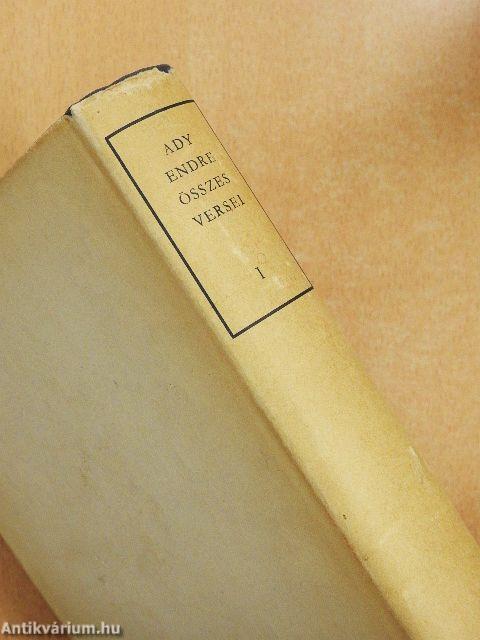 ADY
ENDRE
ÖSSZES
VERSEI
I
Antikvárium.hu